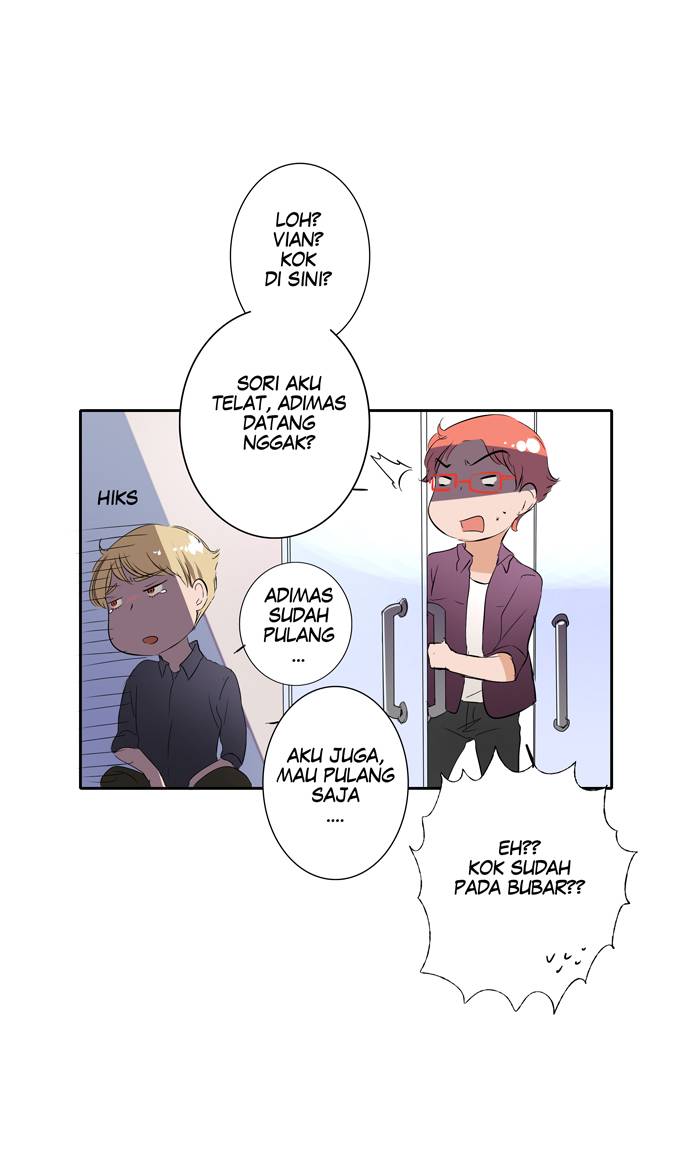 LOH?
VIAN?
KOK
DI SINI?
SORI AKU
TELAT, ADIMAS
DATANG
NGGAK?
HIKS
ADIMAS
SUDAH
PULANG
...
AKU JUGA,
MAU PULANG
SAJA
....
EH??
KOK SUDAH
PADA BUBAR??